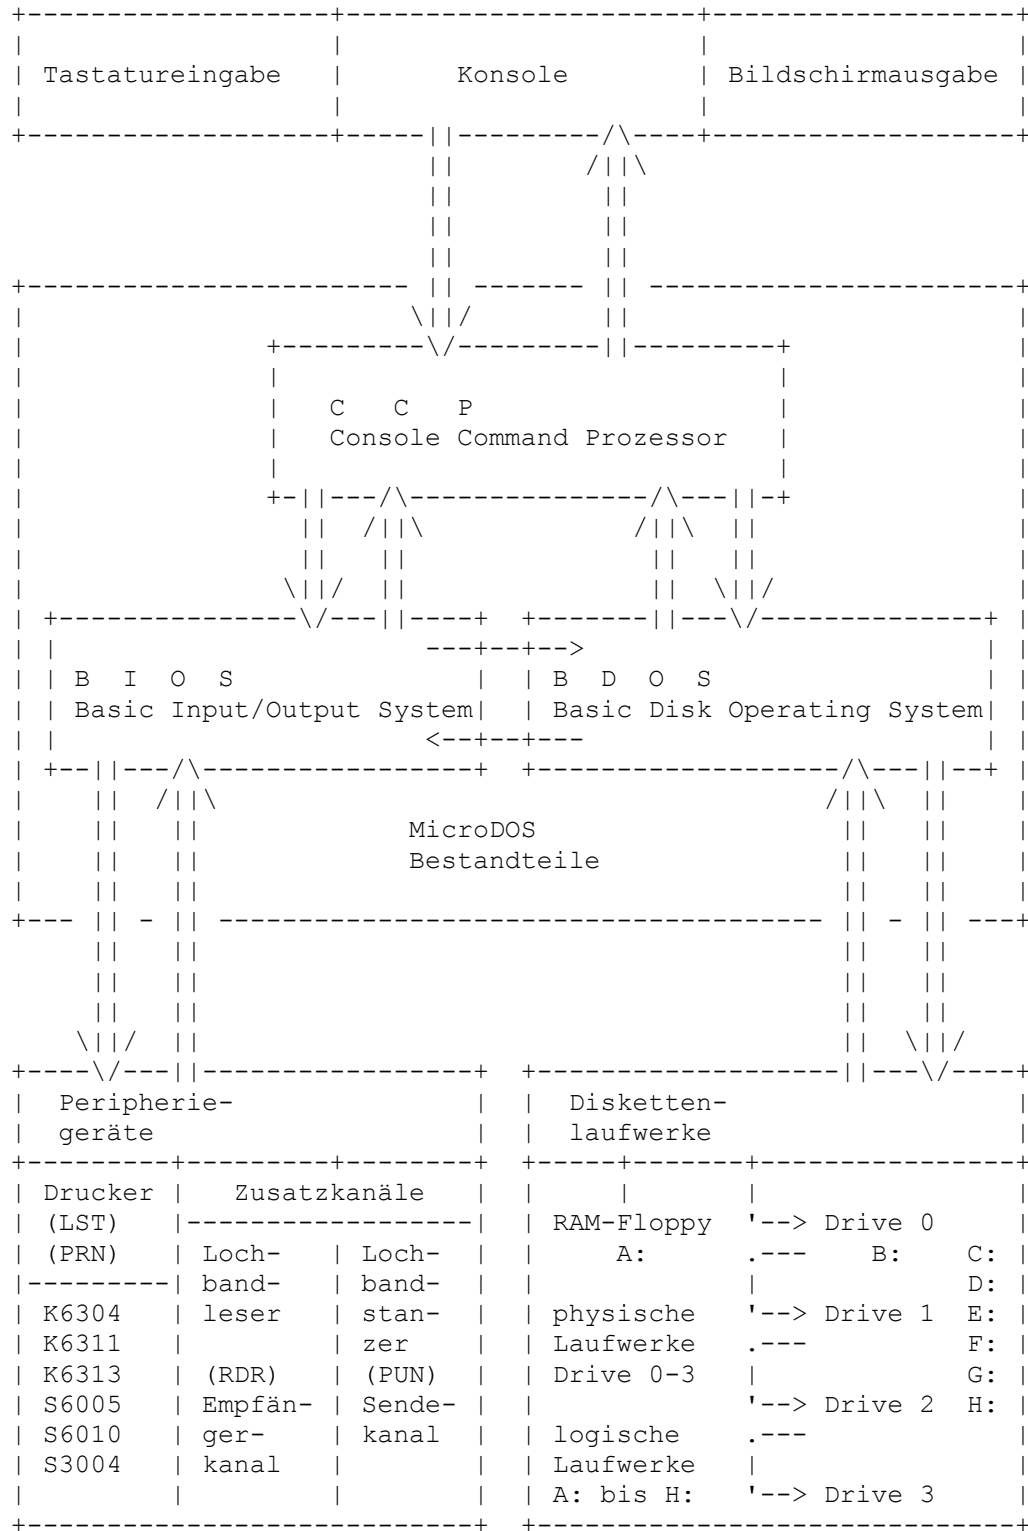 Tastatureingabe Konsole Bildschirmausgabe
C C P
Console Command Prozessor
B I O S B D O S
Basic Input/Output System Basic Disk Operating System
MicroDOS
Bestandteile
Peripherie- Disketten-
geräte laufwerke
Drucker Zusatzkanäle
(LST) RAM-Floppy Drive 0
(PRN) Loch- Loch- A: B: C:
band- band- D:
K6304 leser stan- physische Drive 1 E:
K6311 zer Laufwerke F:
K6313 (RDR) (PUN) Drive 0-3 G:
S6005 Empfän- Sende- Drive 2 H:
S6010 ger- kanal logische
S3004 kanal Laufwerke
A: bis H: Drive 3